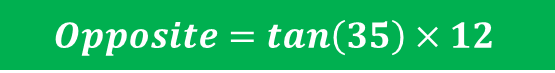 Opposite = tan(35) × 12